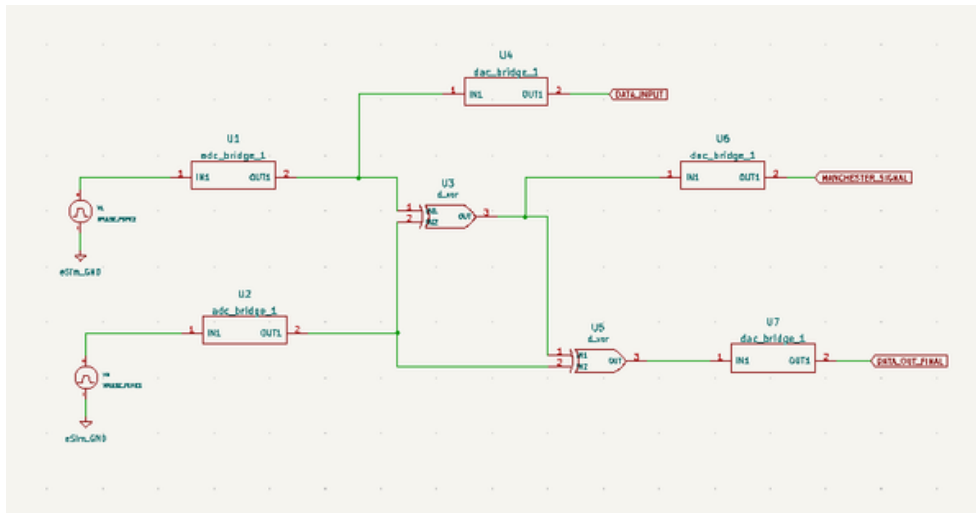 U4
dac_bridge_1
1 IN1 OUT1 2
DATA_INPUT
U1
adc_bridge_1
1 IN1 OUT1 2
U6
dac_bridge_1
1 IN1 OUT1 2
MANCHESTER_SIGNAL
U3
d_xor
1 IN1
2 IN2
OUT 3
eSim_GND
U2
adc_bridge_1
1 IN1 OUT1 2
U5
d_xor
1 IN1
2 IN2
OUT 3
U7
dac_bridge_1
1 IN1 OUT1 2
DATA_OUT_FINAL
eSim_GND